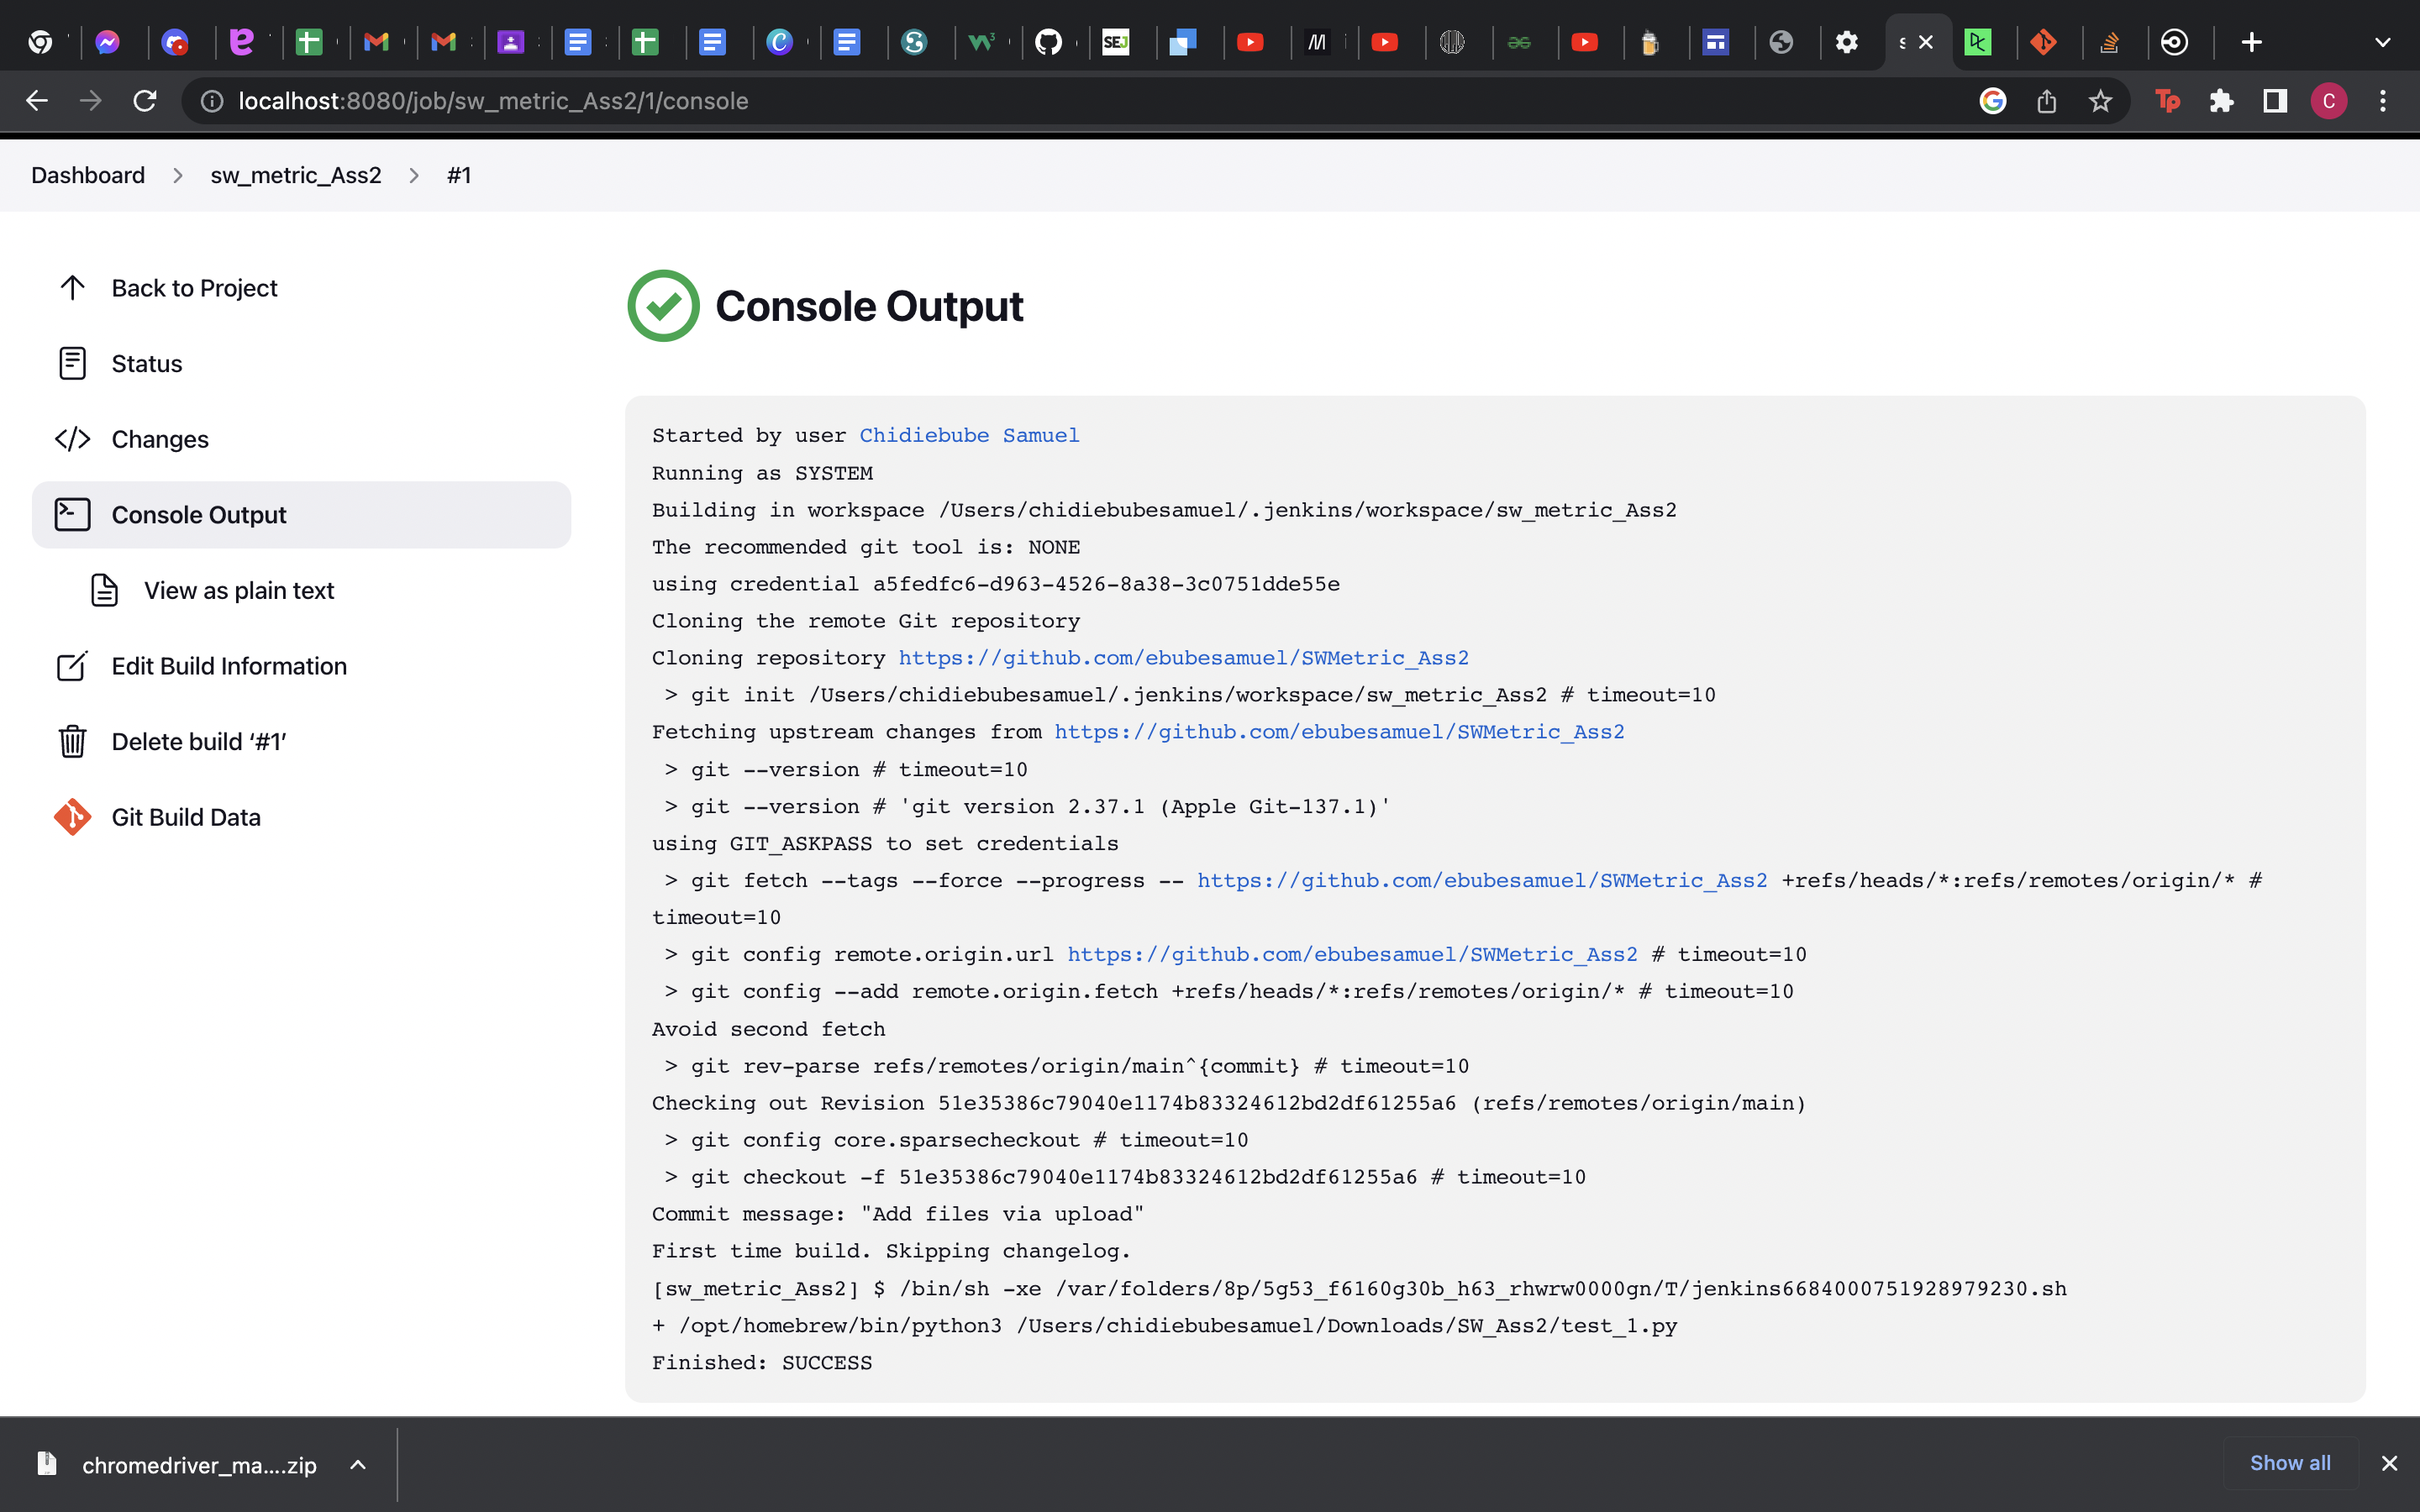 SEJ
s
localhost:8080/job/sw_metric_Ass2/1/console
Tp
C
Dashboard
sw_metric_Ass2
#1
Back to Project
Status
Changes
Console Output
View as plain text
Edit Build Information
Delete build ‘#1’
Git Build Data
Console Output
Started by user Chidiebube Samuel
Running as SYSTEM
Building in workspace /Users/chidiebubesamuel/.jenkins/workspace/sw_metric_Ass2
The recommended git tool is: NONE
using credential a5fedfc6-d963-4526-8a38-3c0751dde55e
Cloning the remote Git repository
Cloning repository https://github.com/ebubesamuel/SWMetric_Ass2
> git init /Users/chidiebubesamuel/.jenkins/workspace/sw_metric_Ass2 # timeout=10
Fetching upstream changes from https://github.com/ebubesamuel/SWMetric_Ass2
> git --version # timeout=10
> git --version # 'git version 2.37.1 (Apple Git-137.1)'
using GIT_ASKPASS to set credentials
> git fetch --tags --force --progress -- https://github.com/ebubesamuel/SWMetric_Ass2 +refs/heads/*:refs/remotes/origin/* #
timeout=10
> git config remote.origin.url https://github.com/ebubesamuel/SWMetric_Ass2 # timeout=10
> git config --add remote.origin.fetch +refs/heads/*:refs/remotes/origin/* # timeout=10
Avoid second fetch
> git rev-parse refs/remotes/origin/main^{commit} # timeout=10
Checking out Revision 51e35386c79040e1174b83324612bd2df61255a6 (refs/remotes/origin/main)
> git config core.sparsecheckout # timeout=10
> git checkout -f 51e35386c79040e1174b83324612bd2df61255a6 # timeout=10
Commit message: "Add files via upload"
First time build. Skipping changelog.
[sw_metric_Ass2] $ /bin/sh -xe /var/folders/8p/5g53_f6160g30b_h63_rhwrw0000gn/T/jenkins6684000751928979230.sh
+ /opt/homebrew/bin/python3 /Users/chidiebubesamuel/Downloads/SW_Ass2/test_1.py
Finished: SUCCESS
chromedriver_ma....zip
Show all